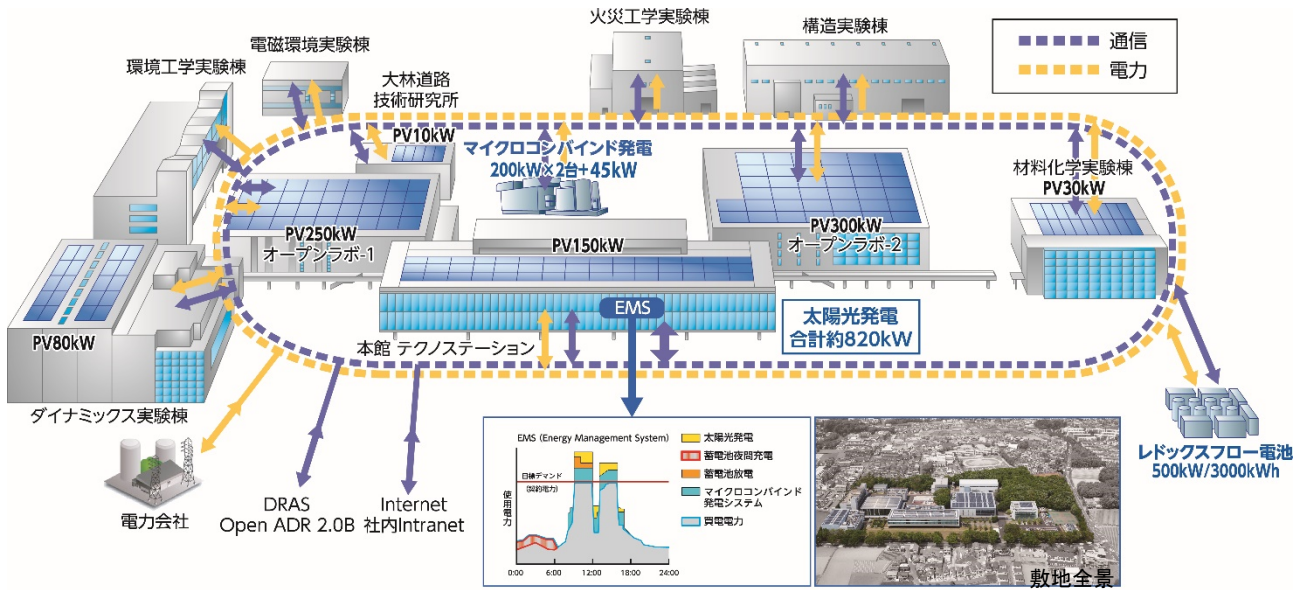 火災工学実験棟
構造実験棟
電磁環境実験棟
環境工学実験棟
大林道路
技術研究所
通信
電力
PV10kW
マイクロコンバインド発電
200kW×2台+45kW
材料化学実験棟
PV30kW
PV250kW
オープンラボ-1
PV150kW
PV300kW
オープンラボ-2
EMS
太陽光発電
合計約820kW
PV80kW
本館 テクノステーション
ダイナミックス実験棟
電力会社
DRAS
Open ADR 2.0B
Internet
社内Intranet
レドックスフロー電池
500kW/3000kWh
EMS (Energy Management System)
太陽光発電
蓄電池夜間充電
蓄電池放電
マイクロコンバインド
発電システム
買電電力
目標デマンド
(契約電力)
使用電力
0:00 6:00 12:00 18:00 24:00
敷地全景